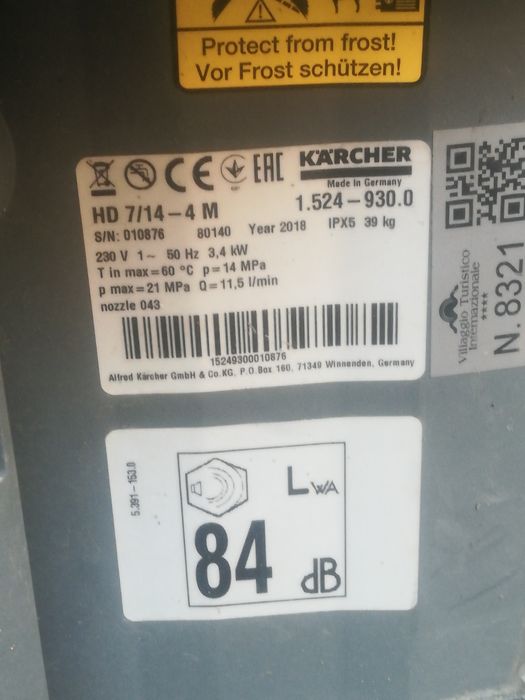 Protect from frost!
Vor Frost schützen!
CE EAC KÄRCHER
Made in Germany
HD 7/14-4 M 1.524-930.0
S/N: 010876 80140 Year 2018 IPX5 39 kg
230 V 1~ 50 Hz 3,4 kW
T in max=60 °C p=14 MPa
p max=21 MPa Q=11,5 l/min
nozzle 043
15249300010876
Alfred Kärcher GmbH & Co.KG, P.O.Box 160, 71349 Winnenden, Germany
Villaggio Turistico
Internazionale
****
N. 8321
5.391-153.0
LWA
84 dB